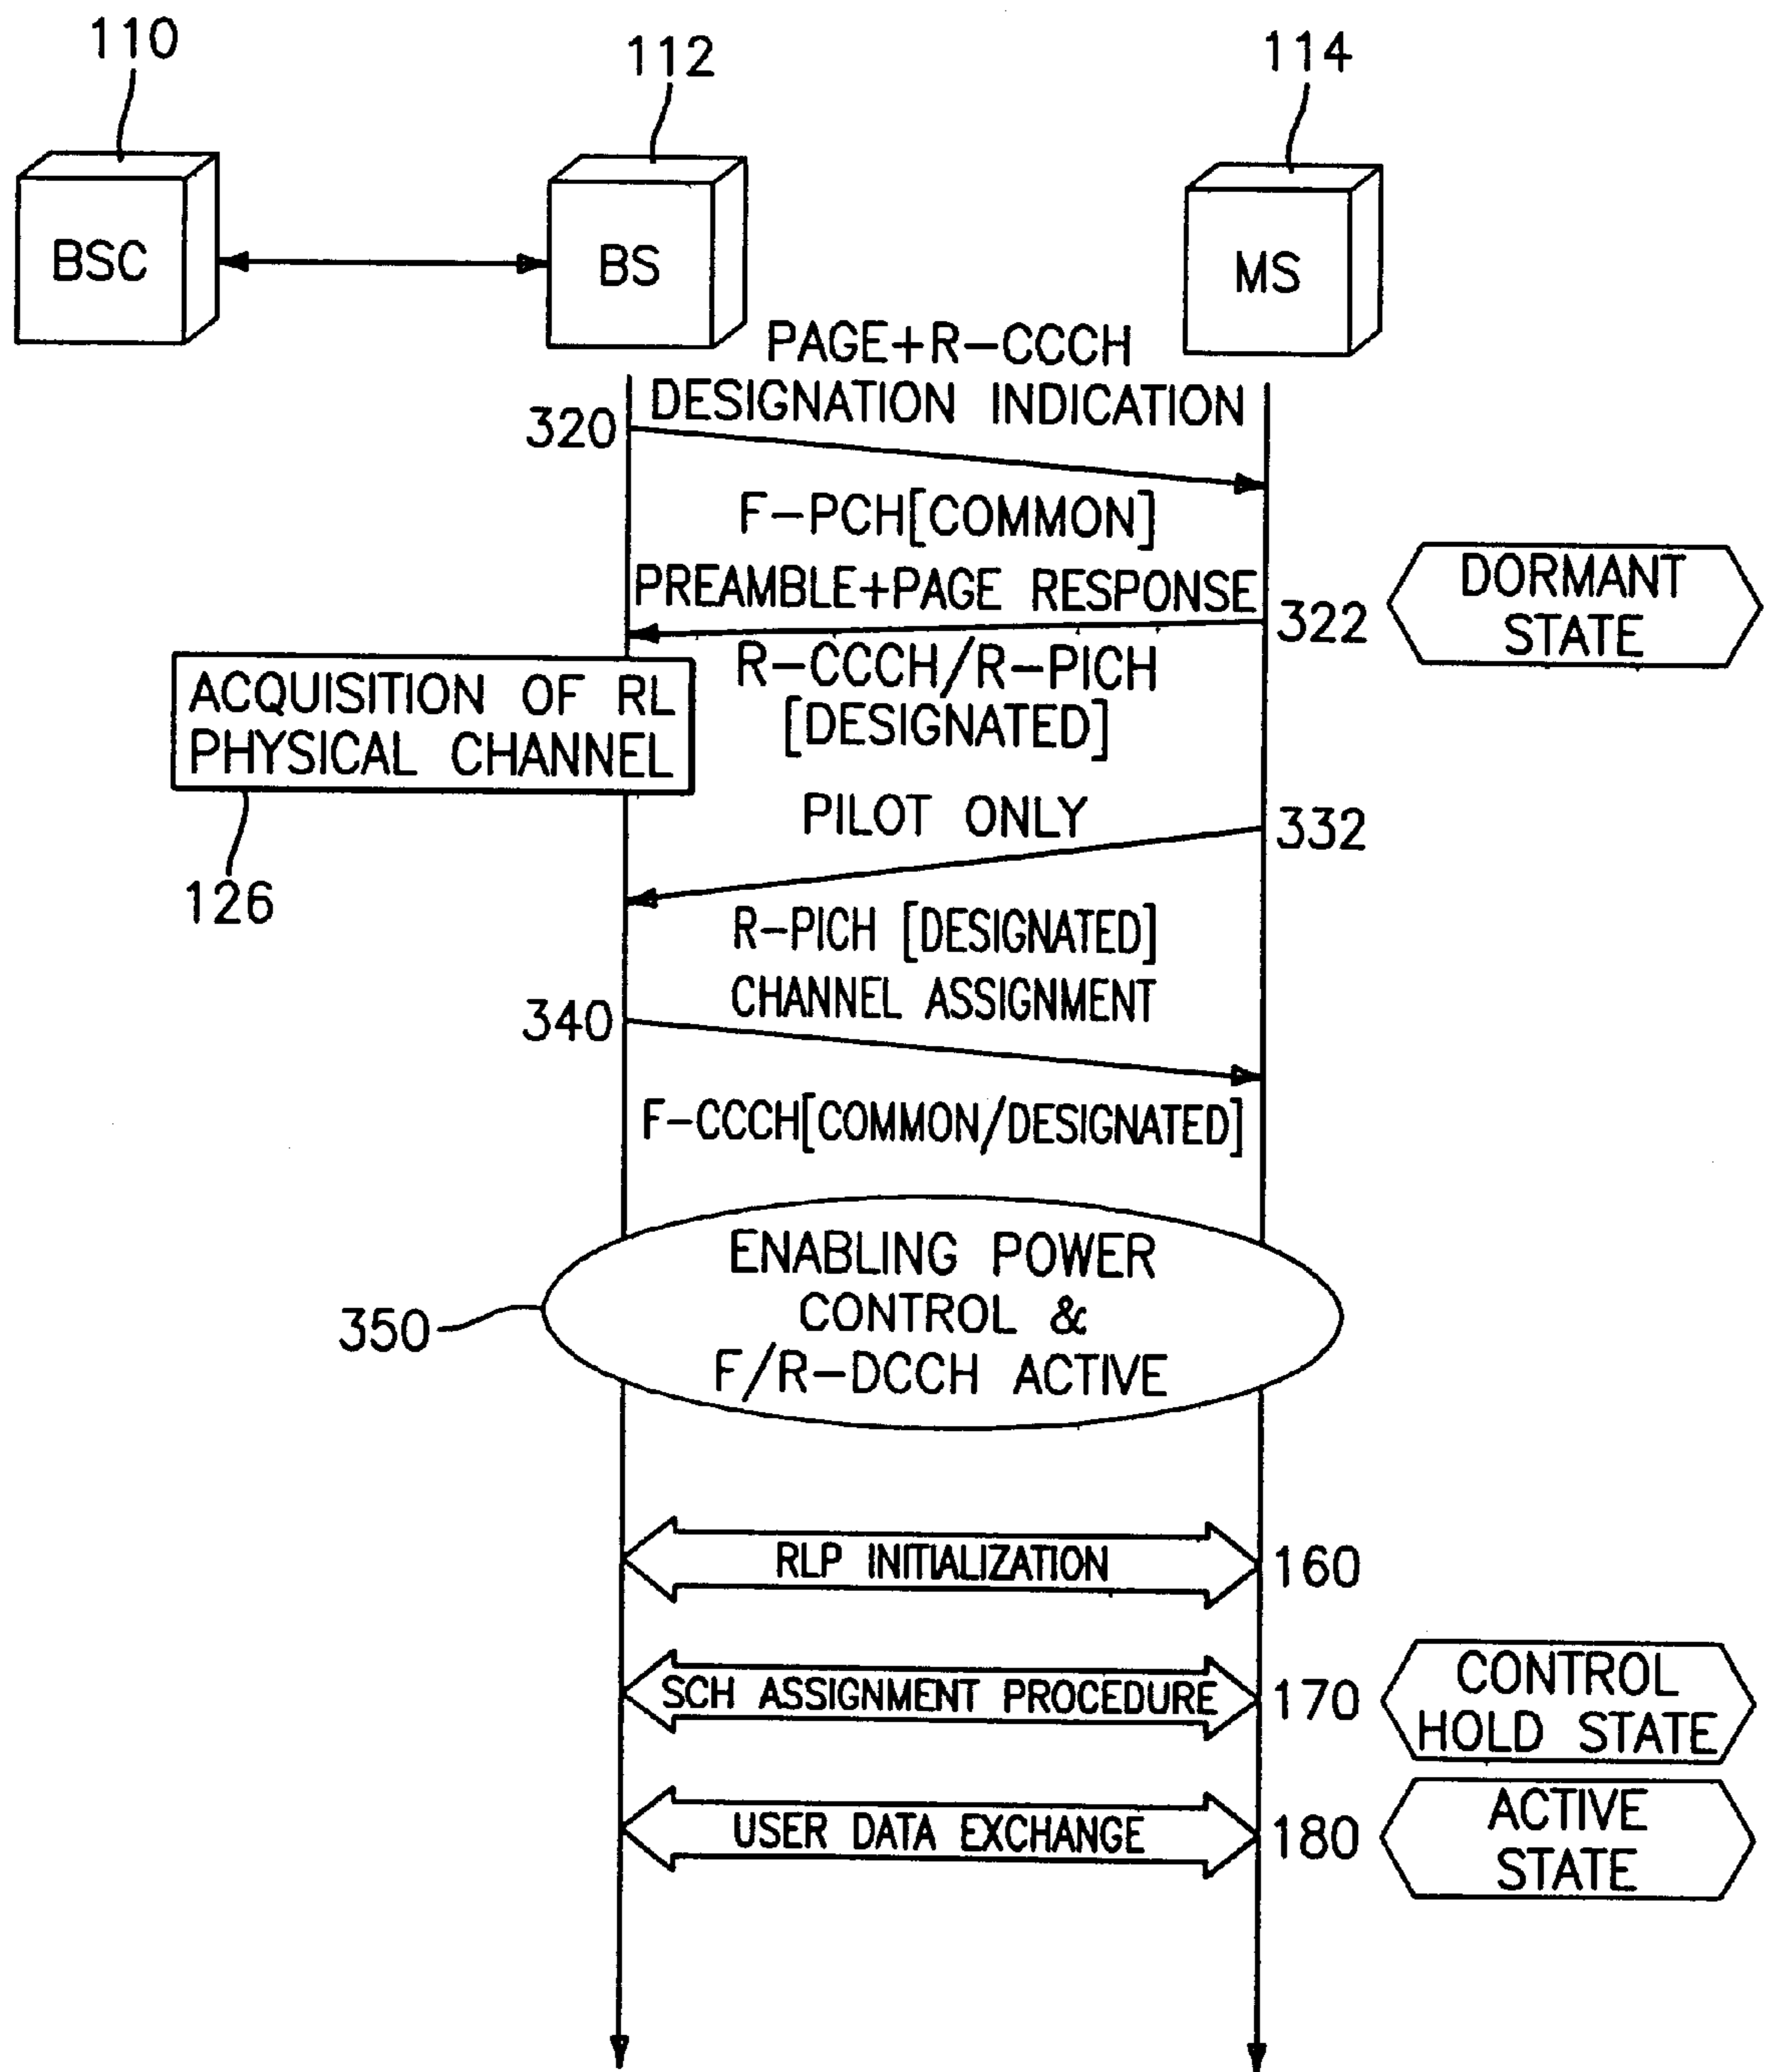 110
112
114
BSC
BS
MS
PAGE+R-CCCH
DESIGNATION INDICATION
320
F-PCH[COMMON]
PREAMBLE+PAGE RESPONSE
322
DORMANT
STATE
R-CCCH/R-PICH
[DESIGNATED]
ACQUISITION OF RL
PHYSICAL CHANNEL
126
PILOT ONLY
332
R-PICH [DESIGNATED]
CHANNEL ASSIGNMENT
340
F-CCCH[COMMON/DESIGNATED]
ENABLING POWER
CONTROL &
F/R-DCCH ACTIVE
350
RLP INITIALIZATION
160
SCH ASSIGNMENT PROCEDURE
170
CONTROL
HOLD STATE
USER DATA EXCHANGE
180
ACTIVE
STATE